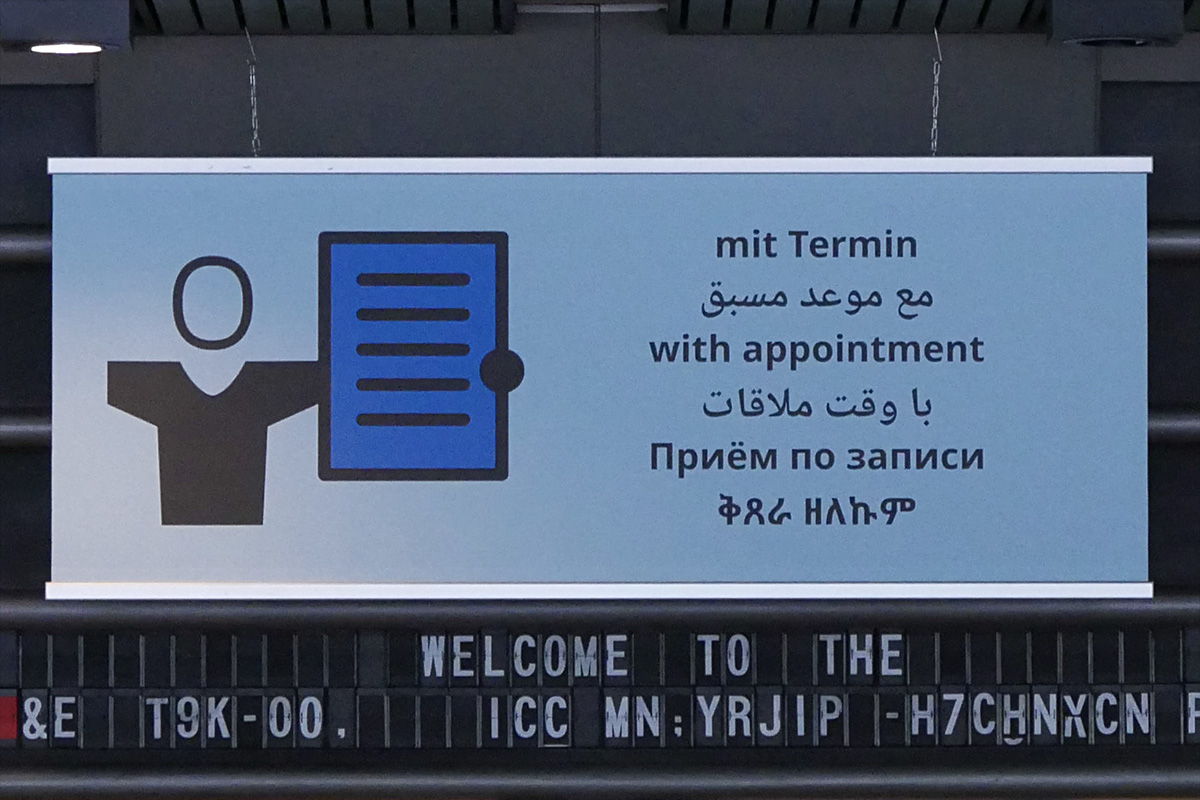 mit Termin
مع موعد مسبق
with appointment
با وقت ملاقات
Приём по записи
ቅጸራ ዘለኩም
WELCOME TO THE
&E T9K-00. ICC MN:YRJIP -H7CHNXCN